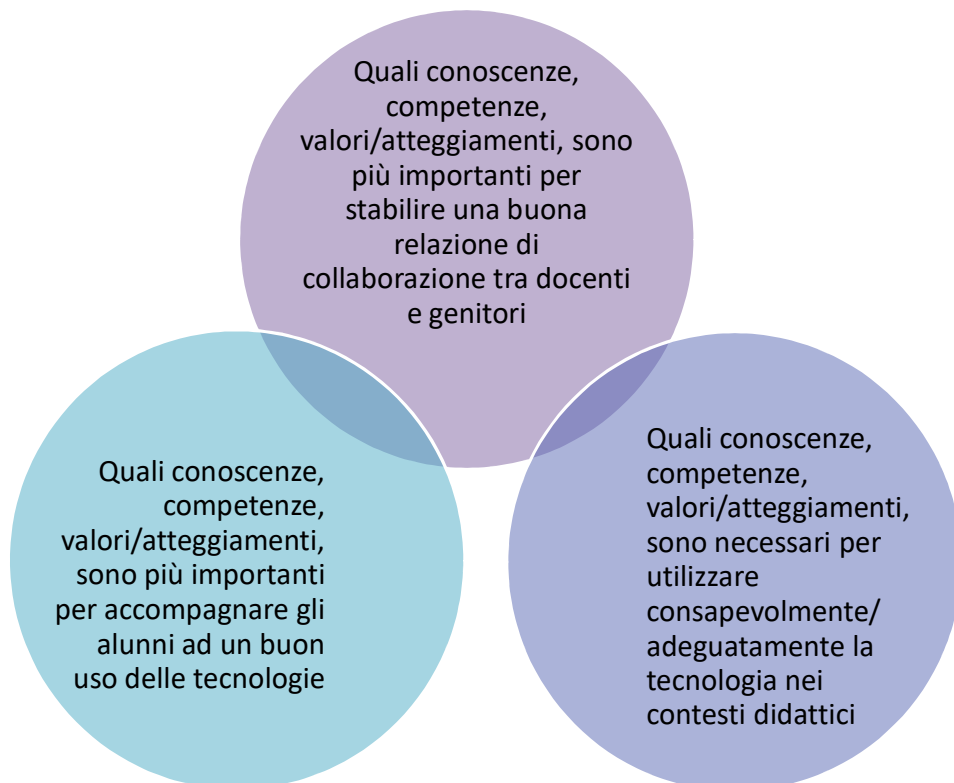 Quali conoscenze,
competenze,
valori/atteggiamenti, sono
più importanti per
stabilire una buona
relazione di
collaborazione tra docenti
e genitori
Quali conoscenze,
competenze,
valori/atteggiamenti,
sono più importanti
per accompagnare gli
alunni ad un buon
uso delle tecnologie
Quali conoscenze,
competenze,
valori/atteggiamenti,
sono necessari per
utilizzare
consapevolmente/
adeguatamente la
tecnologia nei
contesti didattici